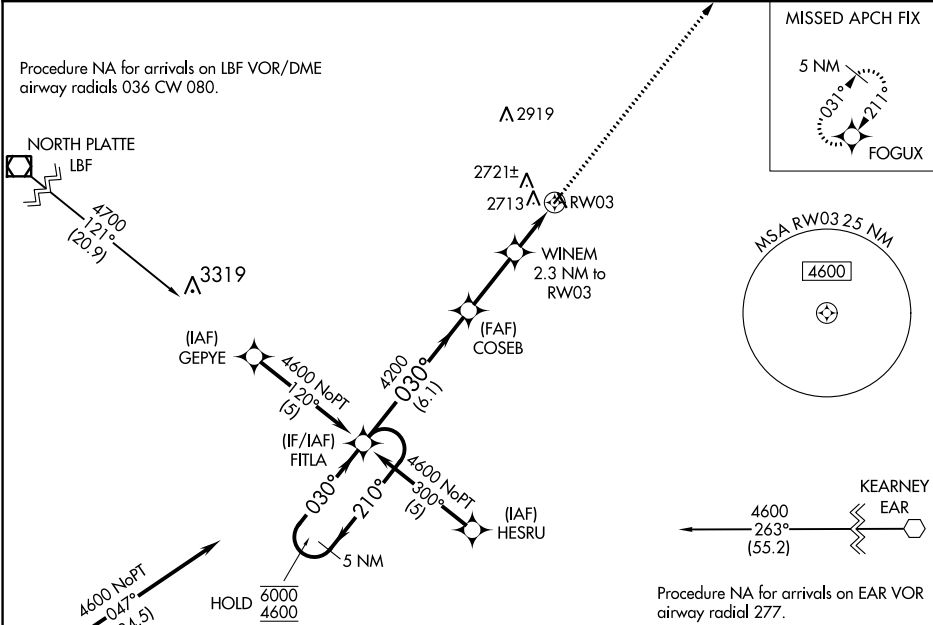 MISSED APCH FIX
5 NM
031°
211°
FOGUX
Procedure NA for arrivals on LBF VOR/DME
airway radials 036 CW 080.
NORTH PLATTE
LBF
4700
121°
(20.9)
3319
2919
2721±
2713
RW03
WINEM
2.3 NM to
RW03
MSA RW03 25 NM
4600
(FAF)
COSEB
4200
030°
(6.1)
(IAF)
GEPYE
4600 NoPT
120°
(5)
(IF/IAF)
FITLA
4600 NoPT
300°
(5)
(IAF)
HESRU
030°
210°
5 NM
HOLD
6000
4600
4600 NoPT
047°
4.5)
KEARNEY
EAR
4600
263°
(55.2)
Procedure NA for arrivals on EAR VOR
airway radial 277.